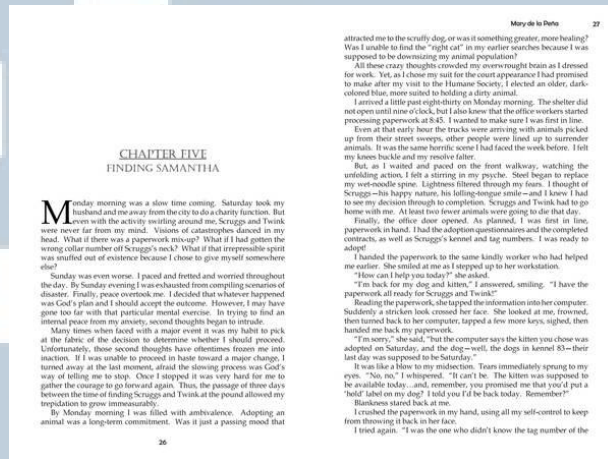 CHAPTER FIVE
FINDING SAMANTHA
Monday morning was a slow time coming. Saturday took my
husband and me away from the city to do a charity function. But
even with the activity swirling around me, Scruggs and Twink
were never far from my mind. Visions of catastrophes danced in my
head. What if there was a paperwork mix-up? What if I had gotten the
wrong collar number off Scruggs's neck? What if that irrepressible spirit
was snuffed out of existence because I chose to give myself somewhere
else?
Sunday was even worse. I paced and fretted and worried throughout
the day. By Sunday evening I was exhausted from compiling scenarios of
disaster. Finally, peace overtook me. I decided that whatever happened
was God's plan and I should accept the outcome. However, I may have
gone too far with that particular mental exercise. In trying to find an
internal peace from my anxiety, second thoughts began to intrude.
Many times when faced with a major event it was my habit to pick
at the fabric of the decision to determine whether I should proceed.
Unfortunately, those second thoughts have oftentimes frozen me into
inaction. If I was unable to proceed in haste toward a major change, I
turned away at the last moment, afraid the slowing process was God's
way of telling me to stop. Once I stopped it was very hard for me to
gather the courage to go forward again. Thus, the passage of three days
between the time of finding Scruggs and Twink at the pound allowed my
trepidation to grow immeasurably.
By Monday morning I was filled with ambivalence. Adopting an
animal was a long-term commitment. Was it just a passing mood that
26
Mary de la Peña 27
attracted me to the scruffy dog, or was it something greater, more healing?
Was I unable to find the "right cat" in my earlier searches because I was
supposed to be downsizing my animal population?
All these crazy thoughts crowded my overwrought brain as I dressed
for work. Yet, as I chose my suit for the court appearance I had promised
to make after my visit to the Humane Society, I elected an older, dark-
colored blue, more suited to holding a dirty animal.
I arrived a little past eight-thirty on Monday morning. The shelter did
not open until nine o'clock, but I also knew that the office workers started
processing paperwork at 8:45. I wanted to make sure I was first in line.
Even at that early hour the trucks were arriving with animals picked
up from their street sweeps, other people were lined up to surrender
animals. It was the same horrific scene I had faced the week before. I felt
my knees buckle and my resolve falter.
But, as I waited and paced on the front walkway, watching the
unfolding action, I felt a stirring in my psyche. Steel began to replace
my wet-noodle spine. Lightness filtered through my fears. I thought of
Scruggs—his happy nature, his lolling-tongue smile—and I knew I had
to see my decision through to completion. Scruggs and Twink had to go
home with me. At least two fewer animals were going to die that day.
Finally, the office door opened. As planned, I was first in line,
paperwork in hand. I had the adoption questionnaires and the completed
contracts, as well as Scruggs's kennel and tag numbers. I was ready to
adopt!
I handed the paperwork to the same kindly worker who had helped
me earlier. She smiled at me as I stepped up to her workstation.
"How can I help you today?" she asked.
"I'm back for my dog and kitten," I answered, smiling. "I have the
paperwork all ready for Scruggs and Twink!"
Reading the paperwork, she tapped the information into her computer.
Suddenly a stricken look crossed her face. She looked at me, frowned,
then turned back to her computer, tapped a few more keys, sighed, then
handed me back my paperwork.
"I'm sorry," she said, "but the computer says the kitten you chose was
adopted on Saturday, and the dog—well, the dogs in kennel 83—their
last day was supposed to be Saturday."
It was like a blow to my midsection. Tears immediately sprung to my
eyes. "No, no," I whispered. "It can't be. The kitten was supposed to
be available today...and, remember, you promised me that you'd put a
'hold' label on my dog? I told you I'd be back today. Remember?"
Blankness stared back at me.
I crushed the paperwork in my hand, using all my self-control to keep
from throwing it back in her face.
I tried again. "I was the one who didn't know the tag number of the